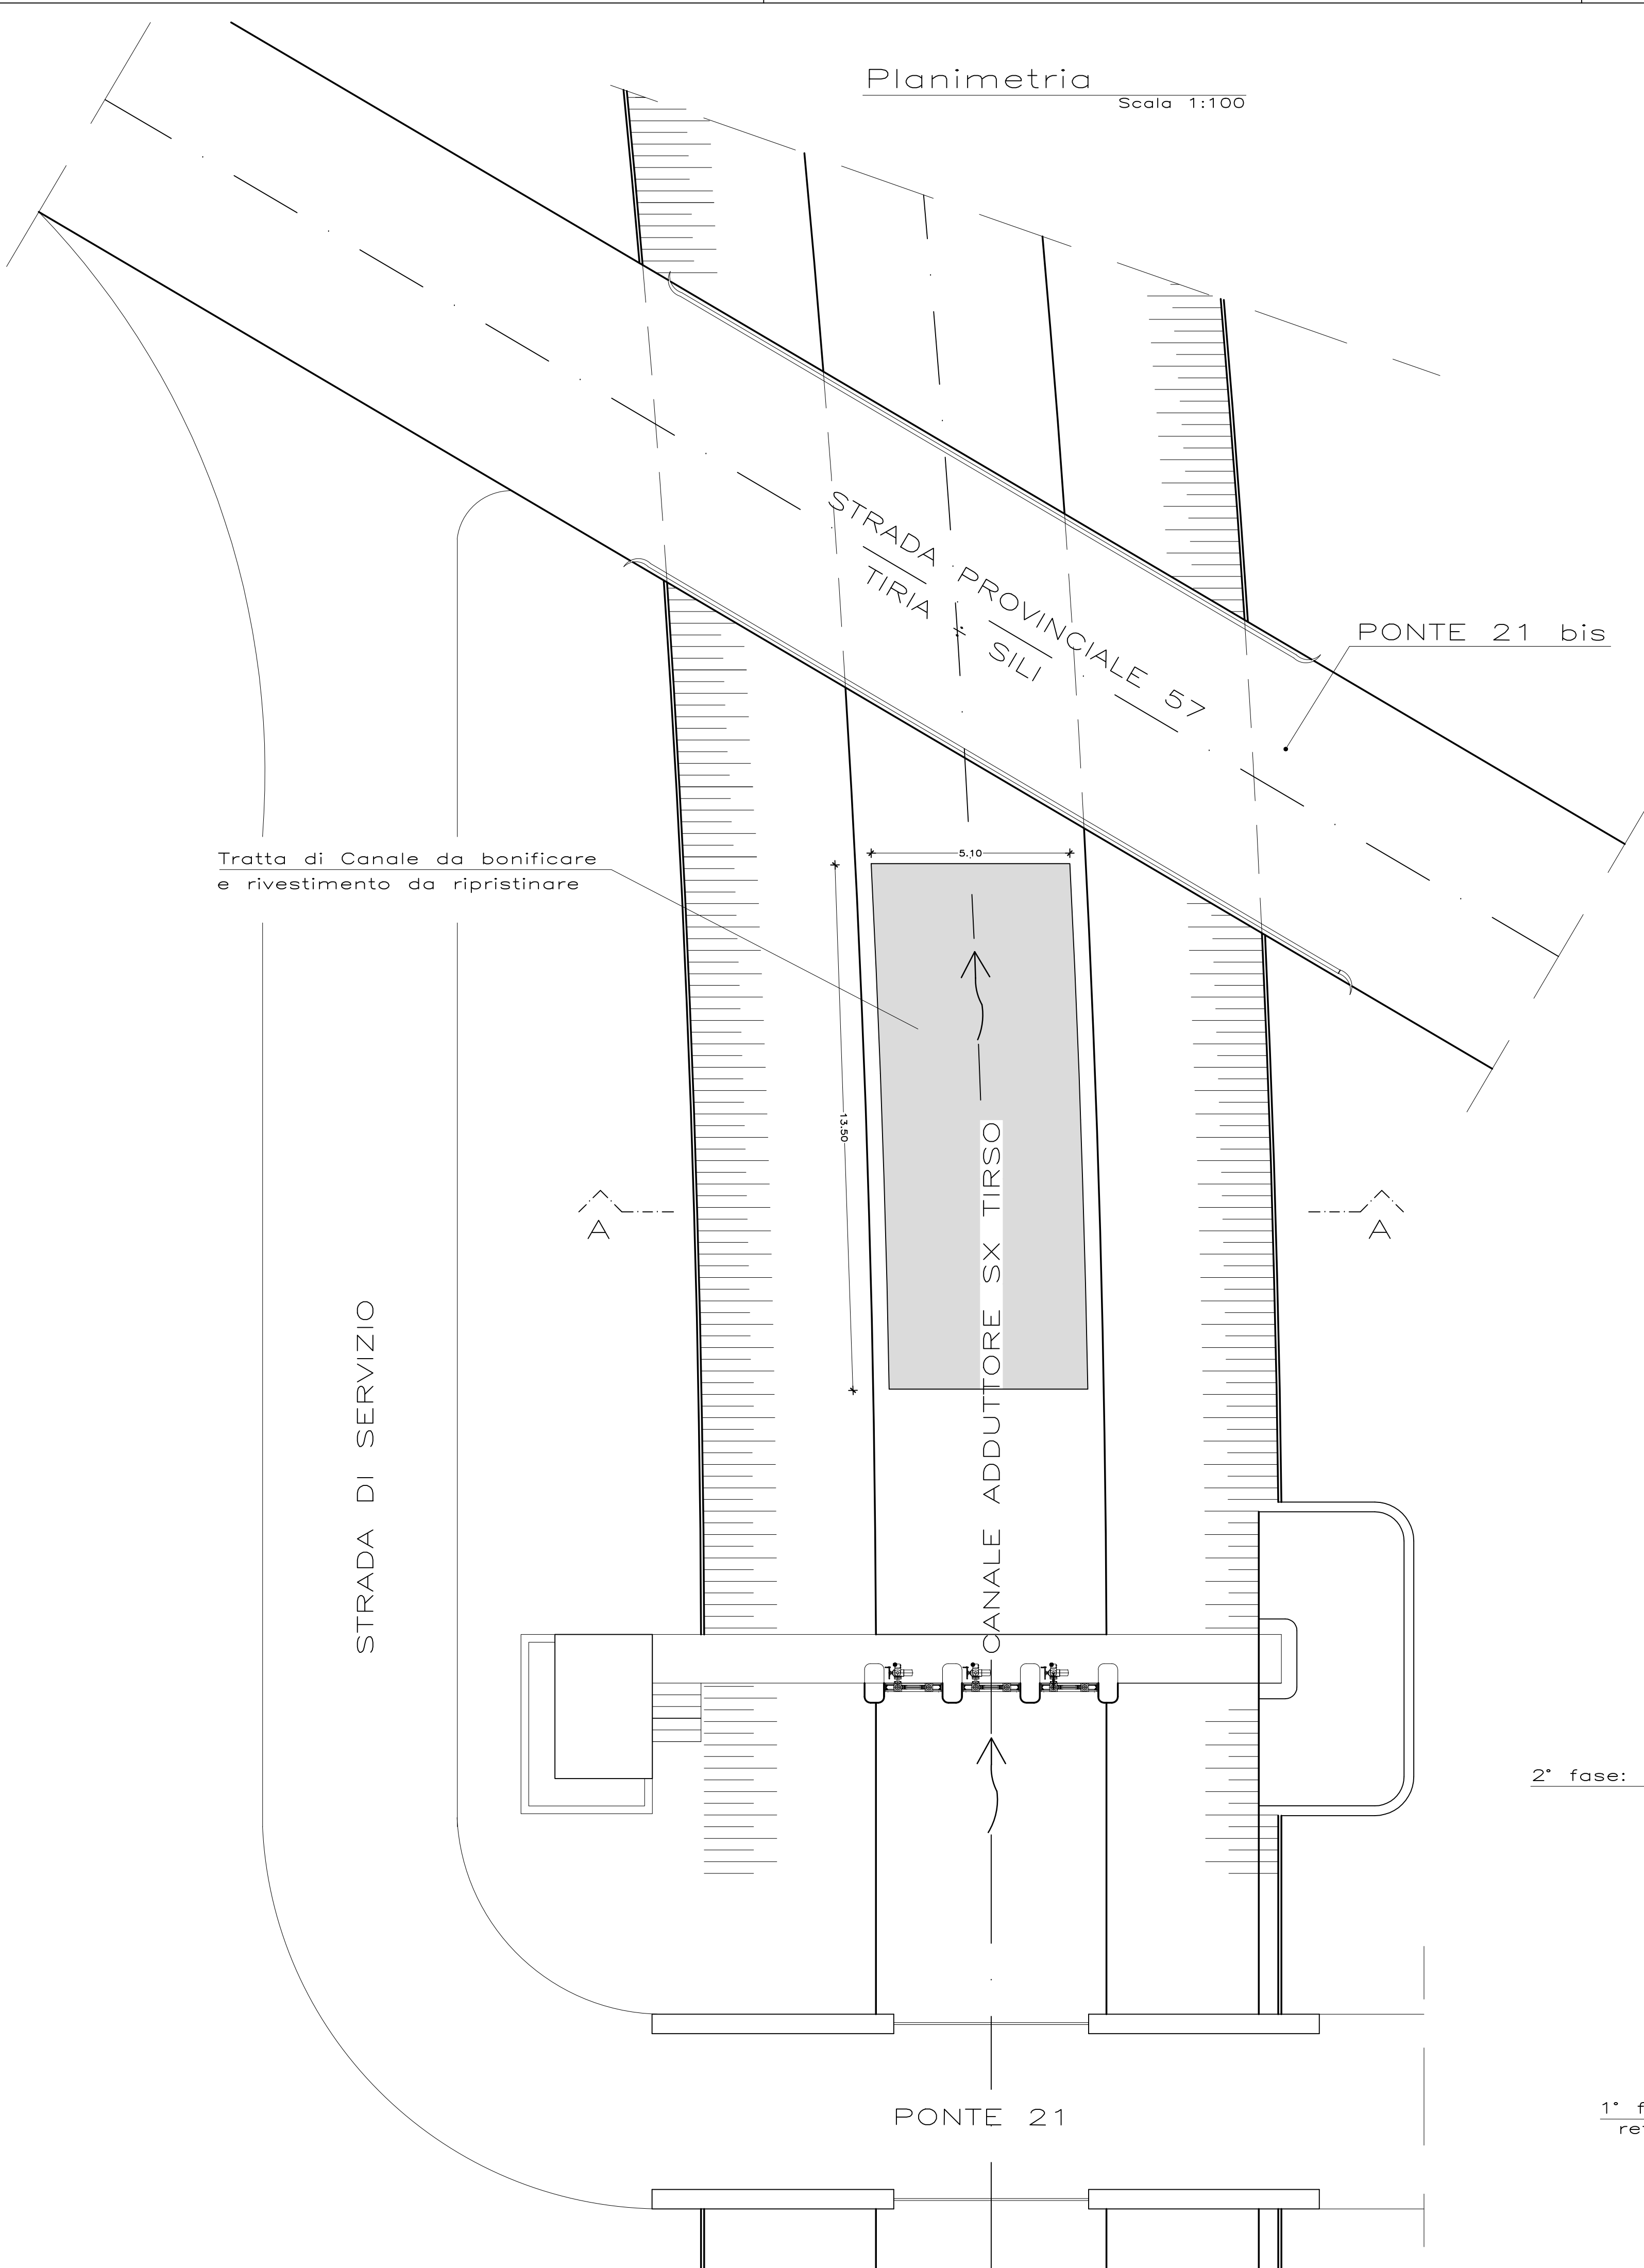 Planimetria
Scala 1:100
STRADA PROVINCIALE 57
TIRIA ÷ SILI
PONTE 21 bis
Tratta di Canale da bonificare
e rivestimento da ripristinare
5.10
13.50
A
A
CANALE ADDUTTORE SX TIRSO
STRADA DI SERVIZIO
2° fase:
PONTE 21
1° f